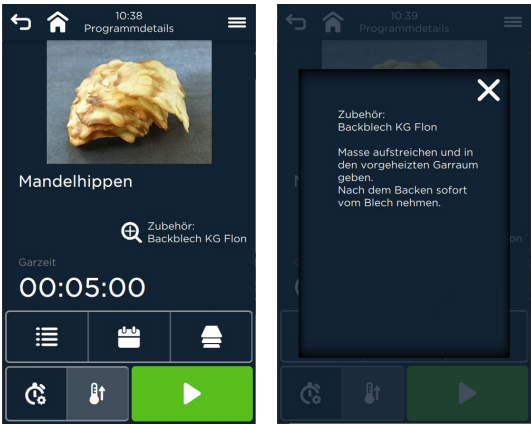 10:38
Programmdetails
Mandelhippen
Zubehör:
Backblech KG Flon
Garzeit
00:05:00
10:39
Programmdetails
Zubehör:
Backblech KG Flon
Masse aufstreichen und in
den vorgeheizten Garraum
geben.
Nach dem Backen sofort
vom Blech nehmen.